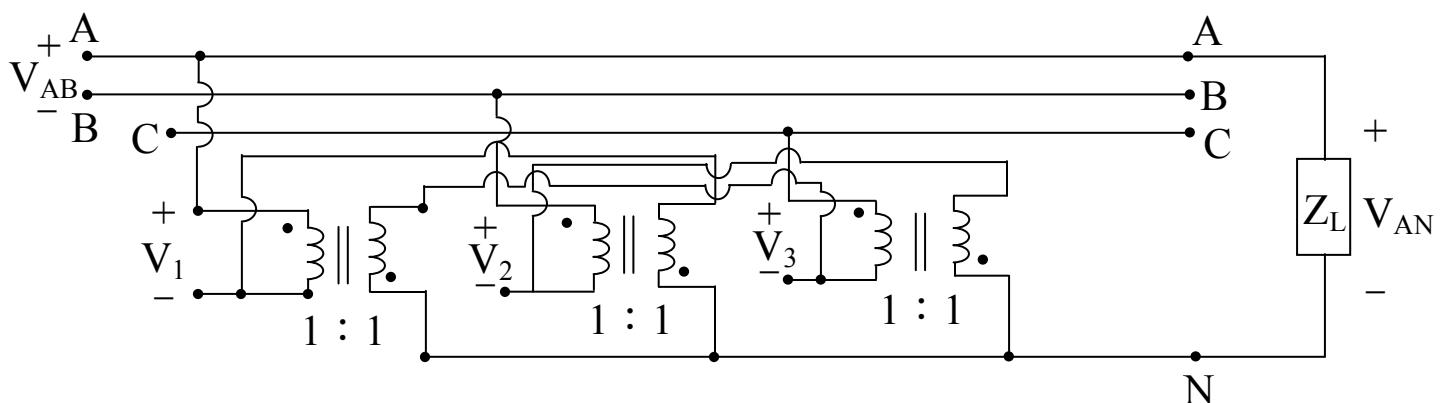 + A A
V_AB B +
− B C C
Z_L V_AN
+ V_1 −
+ V_2 −
+ V_3 −
−
1 : 1 1 : 1 1 : 1
N